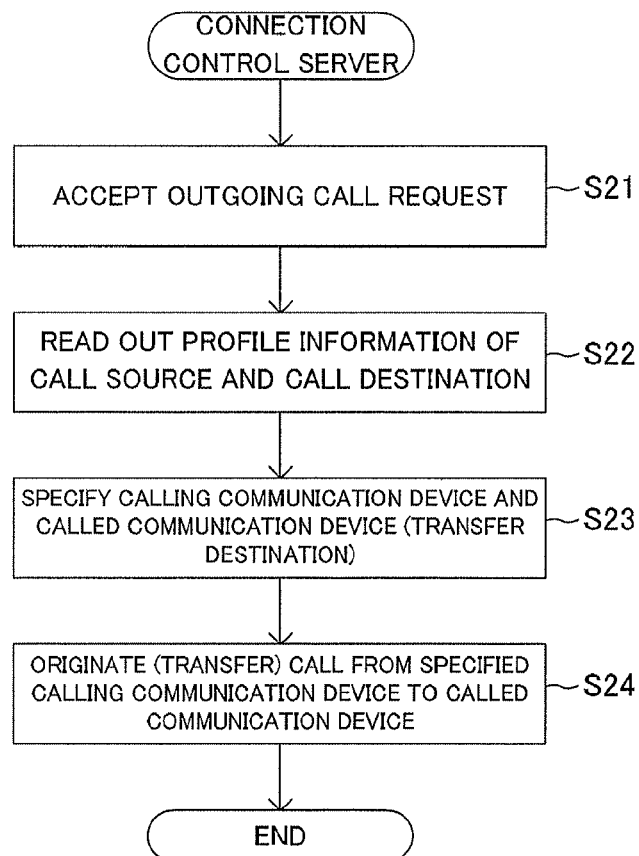 CONNECTION
CONTROL SERVER
ACCEPT OUTGOING CALL REQUEST
S21
READ OUT PROFILE INFORMATION OF
CALL SOURCE AND CALL DESTINATION
S22
SPECIFY CALLING COMMUNICATION DEVICE AND
CALLED COMMUNICATION DEVICE (TRANSFER
DESTINATION)
S23
ORIGINATE (TRANSFER) CALL FROM SPECIFIED
CALLING COMMUNICATION DEVICE TO CALLED
COMMUNICATION DEVICE
S24
END